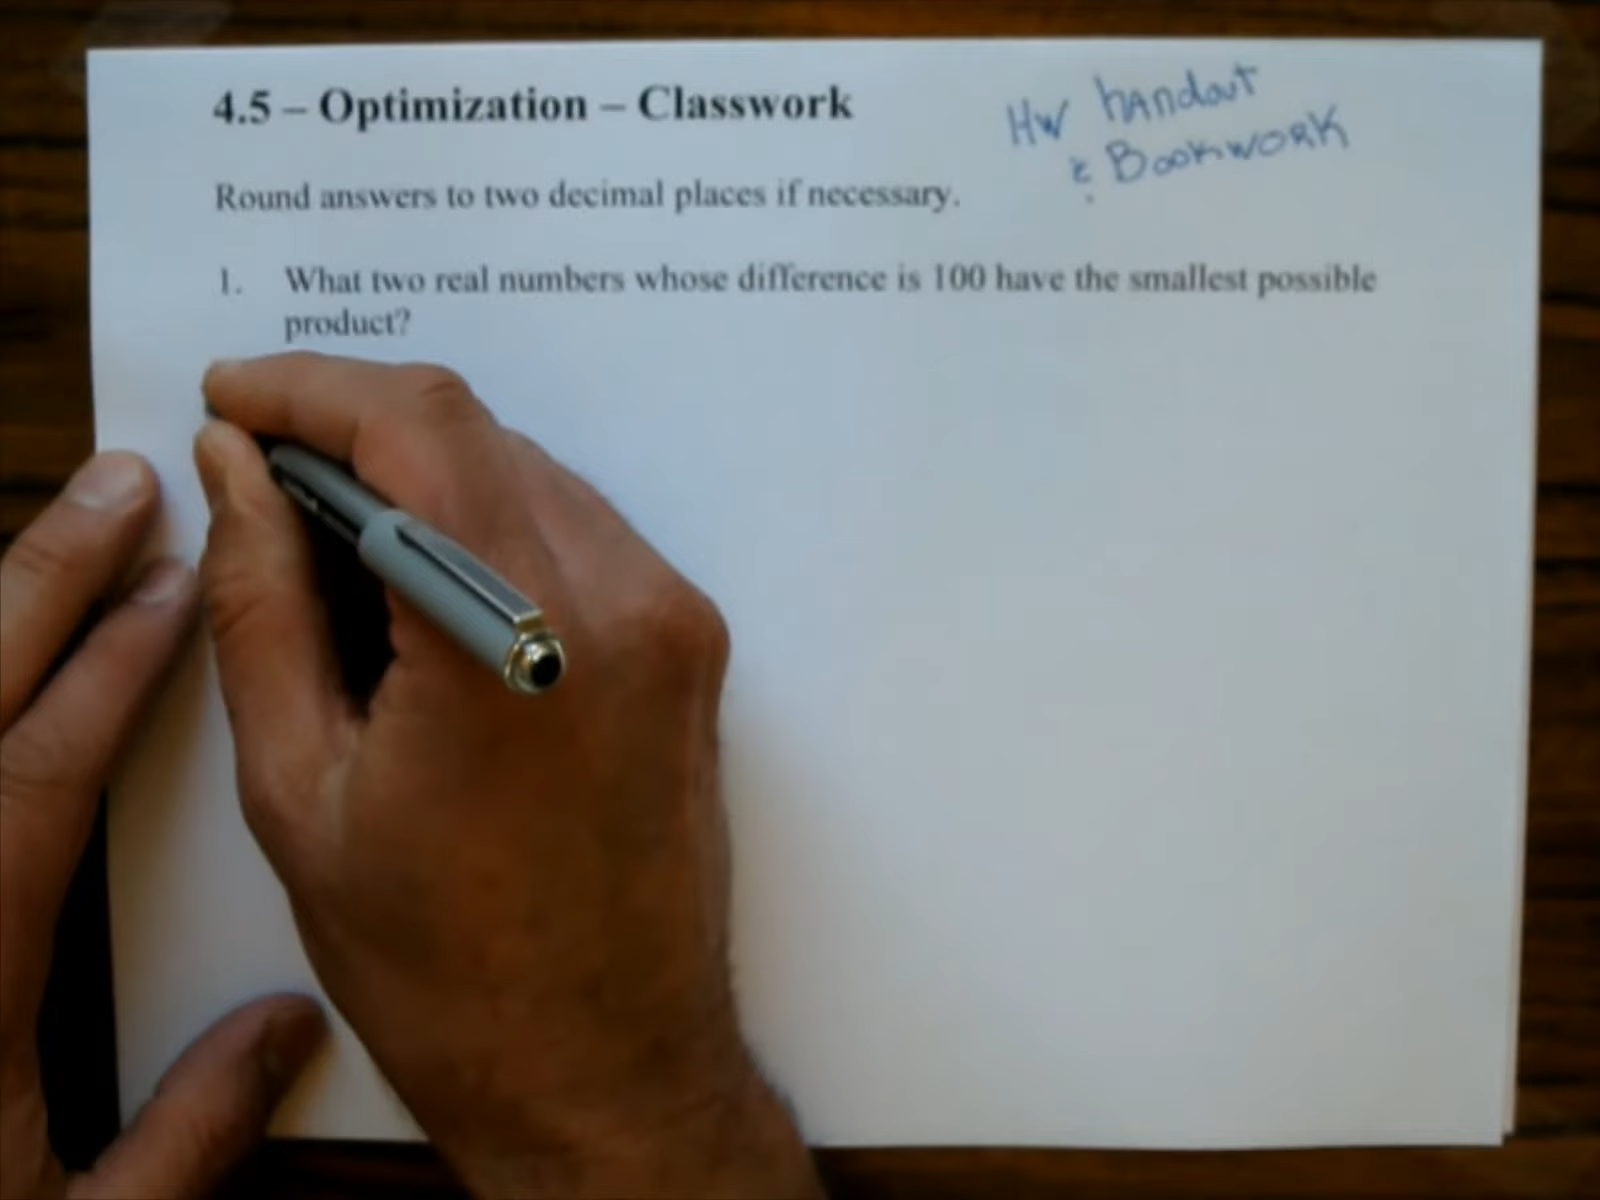 4.5 – Optimization – Classwork
HW handout
& Bookwork
Round answers to two decimal places if necessary.
1. What two real numbers whose difference is 100 have the smallest possible
product?